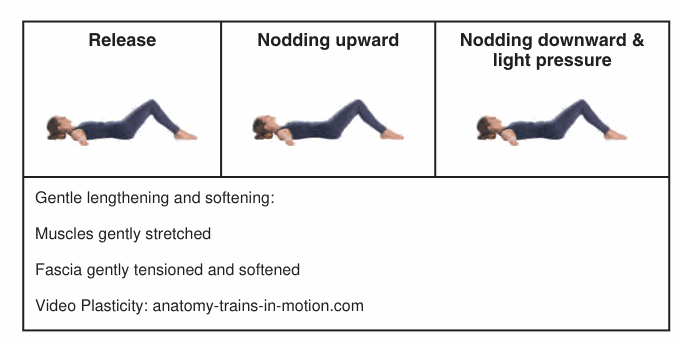 Release
Nodding upward
Nodding downward &
light pressure
Gentle lengthening and softening:
Muscles gently stretched
Fascia gently tensioned and softened
Video Plasticity: anatomy-trains-in-motion.com